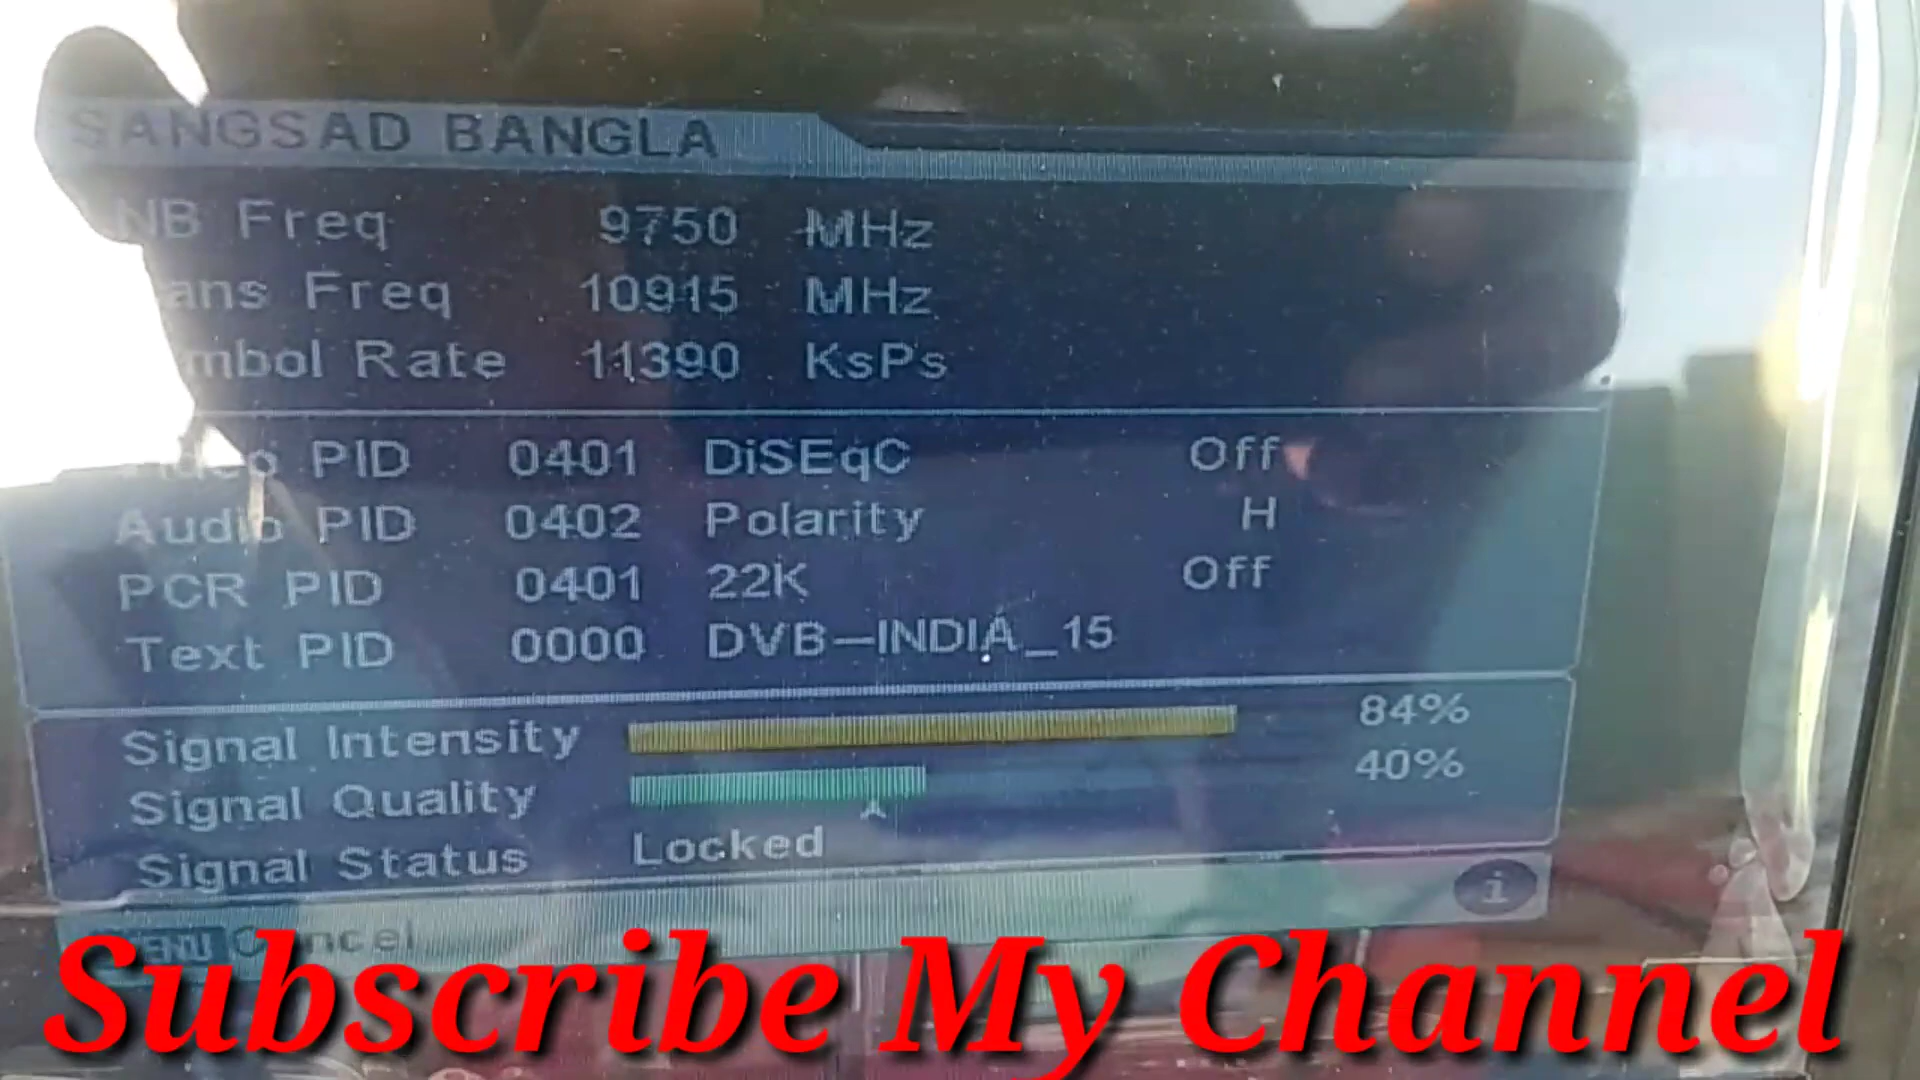 SANGSAD BANGLA
NB Freq 9750 MHz
ans Freq 10915 MHz
mbol Rate 11390 KsPs
PID 0401 DiSEqC Off
Audio PID 0402 Polarity H
PCR PID 0401 22K Off
Text PID 0000 DVB-INDIA_15
Signal Intensity 84%
Signal Quality 40%
Signal Status Locked
i
MENU Cancel
Subscribe My Channel